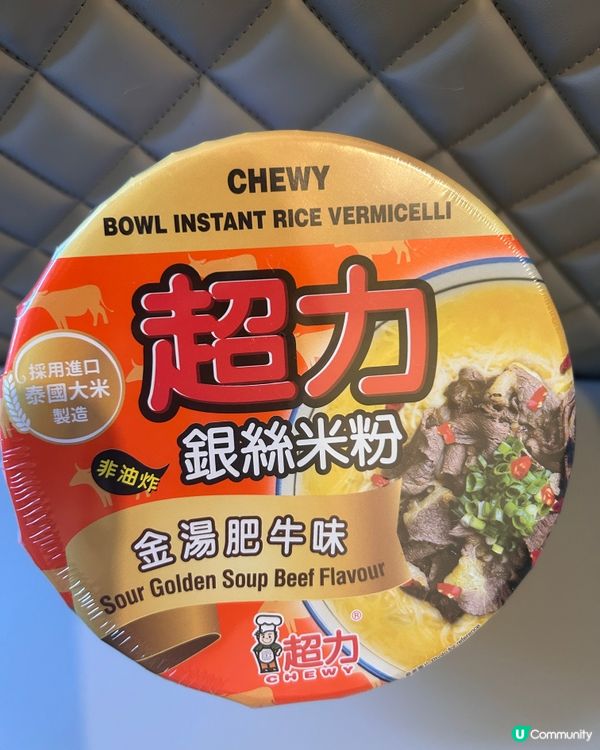 CHEWY
BOWL INSTANT RICE VERMICELLI
超力
採用進口
泰國大米
製造
銀絲米粉
非油炸
金湯肥牛味
Sour Golden Soup Beef Flavour
超力®
CHEWY
U Community